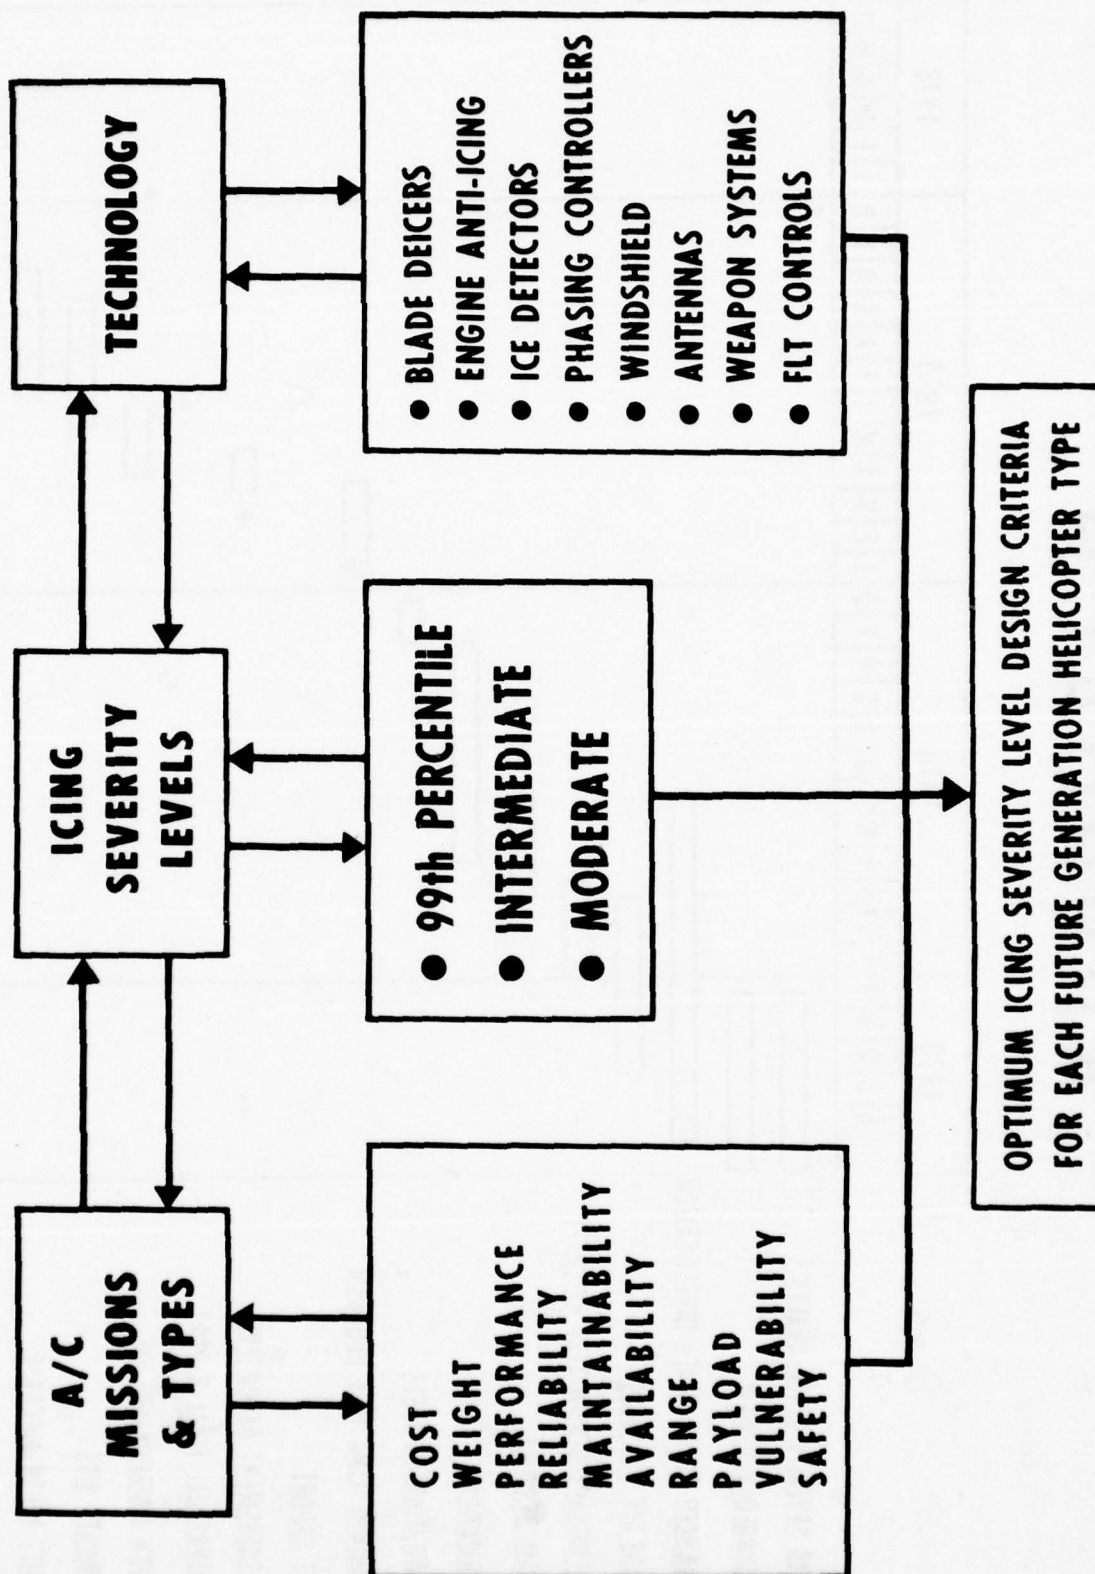 A/C
MISSIONS
& TYPES
ICING
SEVERITY
LEVELS
TECHNOLOGY
COST
WEIGHT
PERFORMANCE
RELIABILITY
MAINTAINABILITY
AVAILABILITY
RANGE
PAYLOAD
VULNERABILITY
SAFETY
● 99th PERCENTILE
● INTERMEDIATE
● MODERATE
● BLADE DEICERS
● ENGINE ANTI-ICING
● ICE DETECTORS
● PHASING CONTROLLERS
● WINDSHIELD
● ANTENNAS
● WEAPON SYSTEMS
● FLT CONTROLS
OPTIMUM ICING SEVERITY LEVEL DESIGN CRITERIA
FOR EACH FUTURE GENERATION HELICOPTER TYPE